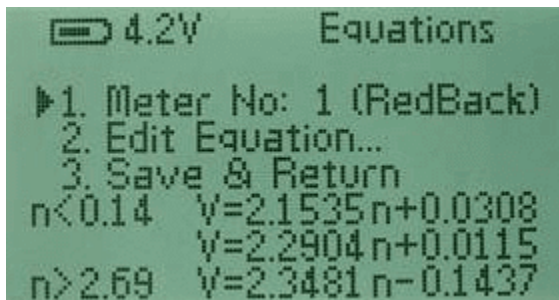 4.2V Equations
1. Meter No: 1 (RedBack)
2. Edit Equation...
3. Save & Return
n<0.14 V=2.1535n+0.0308
V=2.2904n+0.0115
n>2.69 V=2.3481n-0.1437